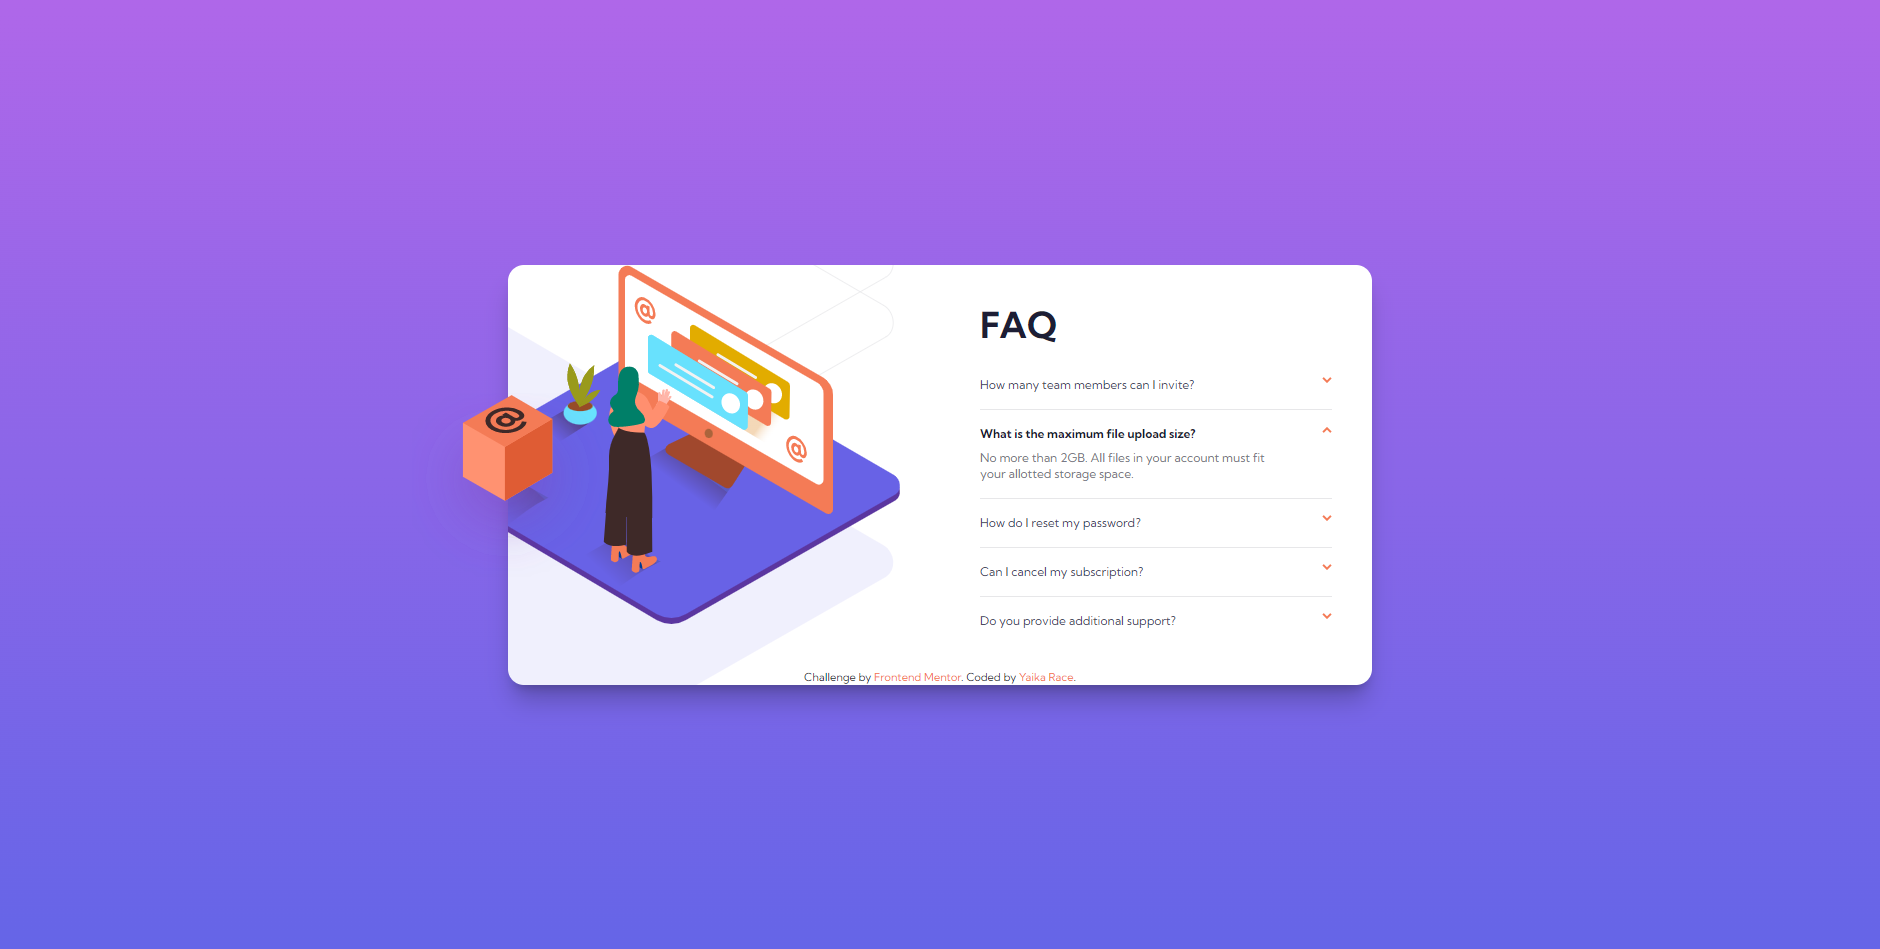 @
@
@
FAQ
How many team members can I invite?
What is the maximum file upload size?
No more than 2GB. All files in your account must fit
your allotted storage space.
How do I reset my password?
Can I cancel my subscription?
Do you provide additional support?
Challenge by Frontend Mentor. Coded by Yaika Race.